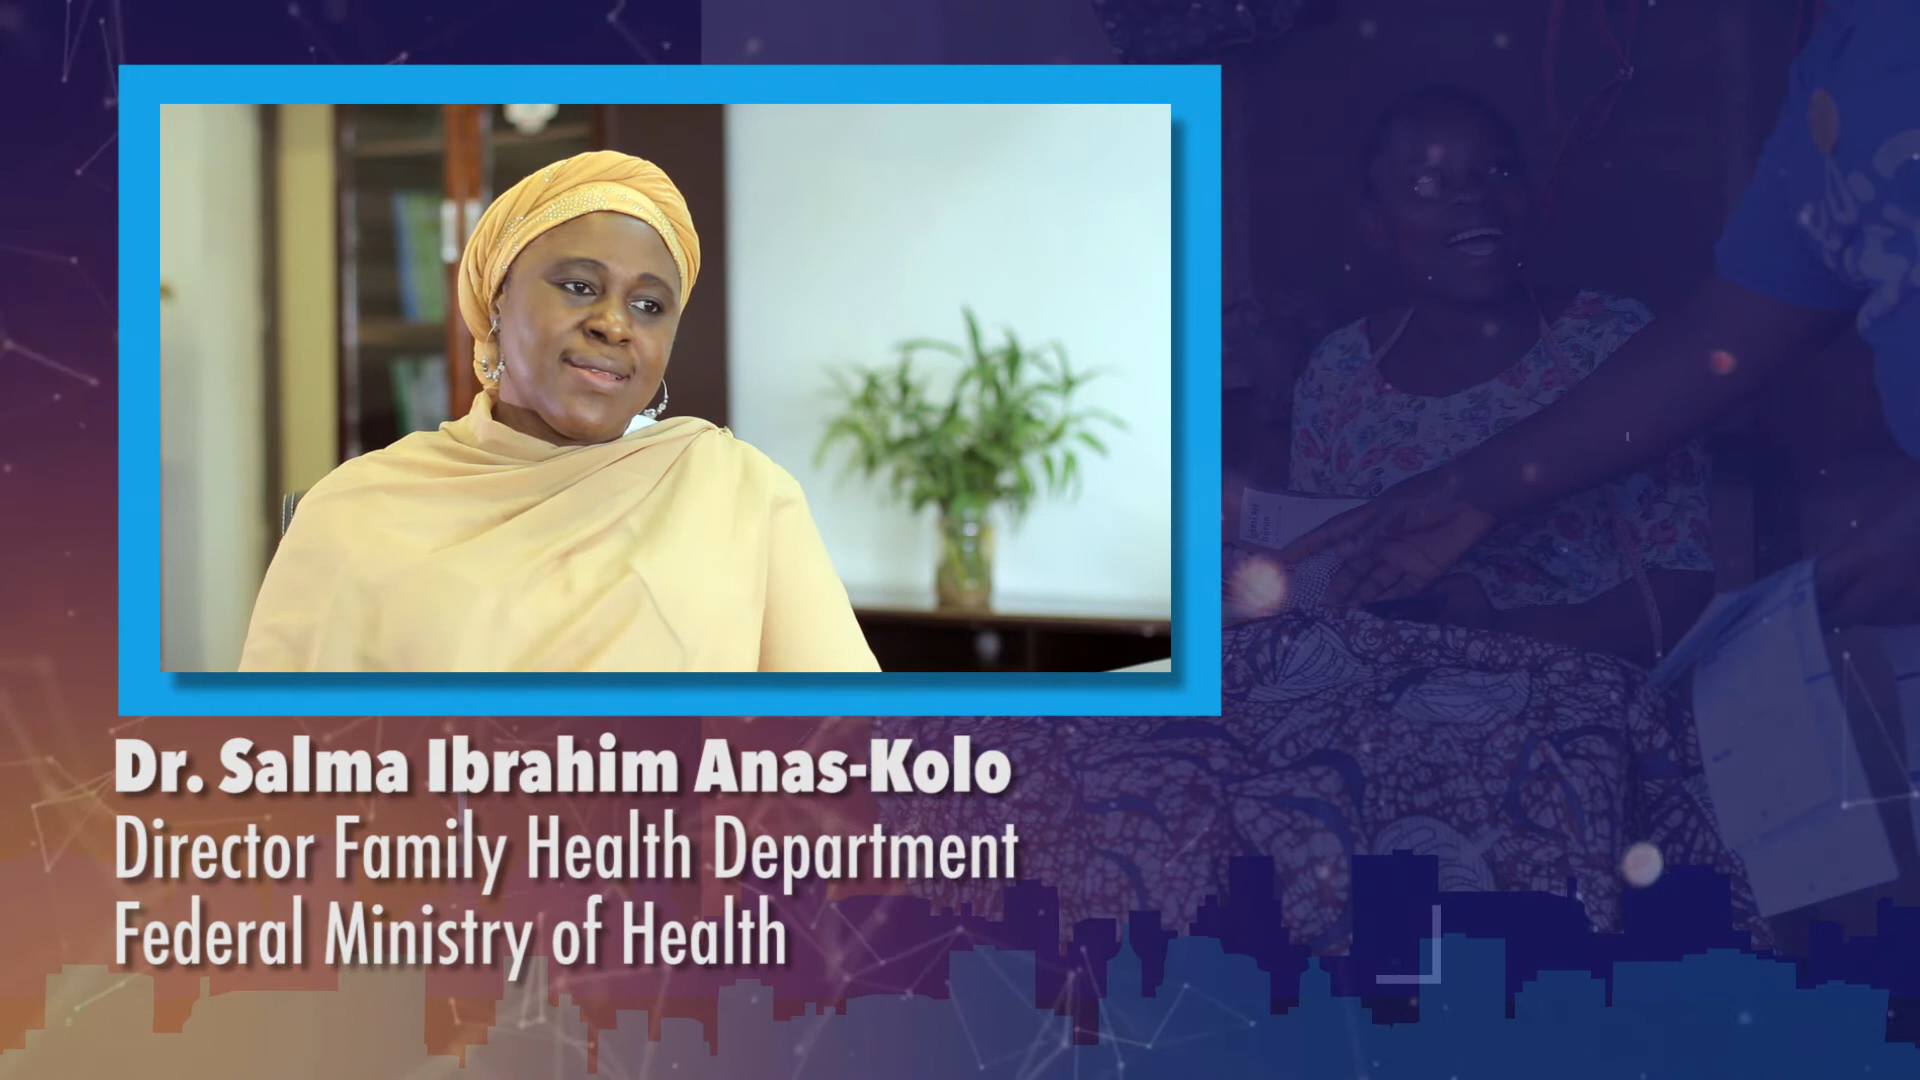 Dr. Salma Ibrahim Anas-Kolo
Director Family Health Department
Federal Ministry of Health